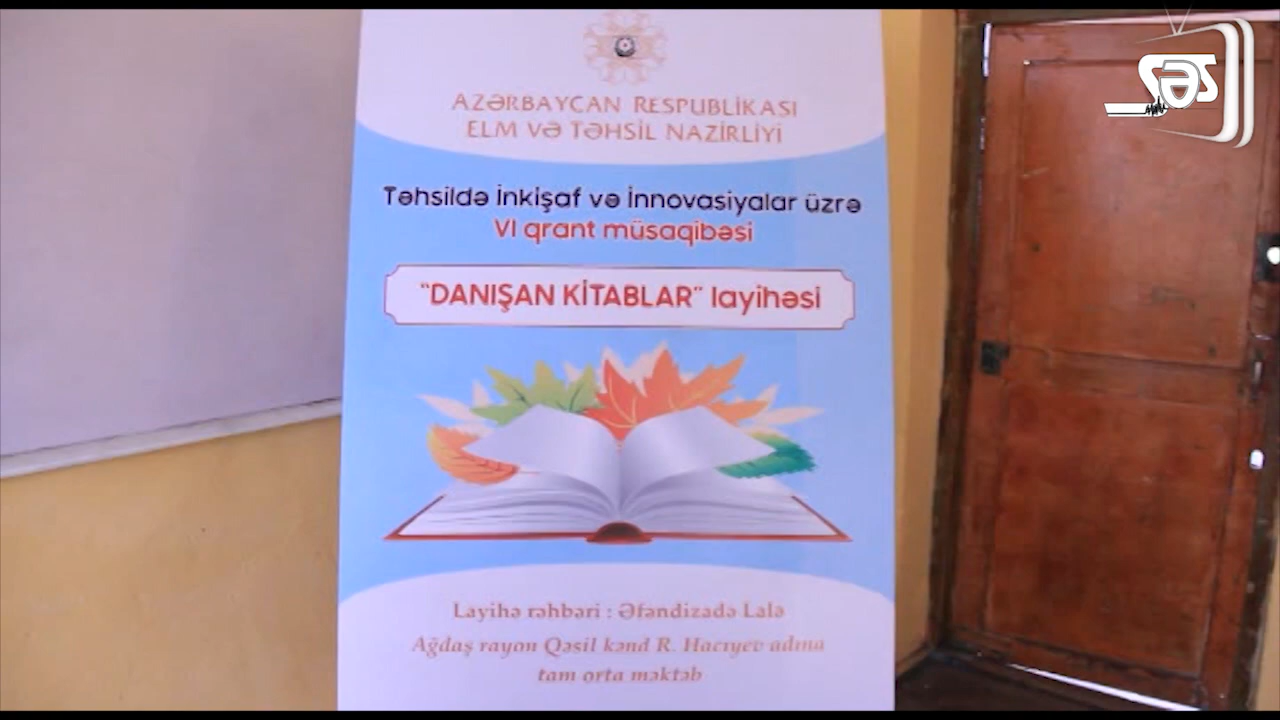 SƏS
AZƏRBAYCAN RESPUBLİKASI
ELM VƏ TƏHSİL NAZİRLİYİ
Təhsildə İnkişaf və İnnovasiyalar üzrə
VI qrant müsaqibəsi
"DANIŞAN KİTABLAR" layihəsi
Layihə rəhbəri : Əfəndizadə Lalə
Ağdaş rayon Qəsil kənd R. Hacıyev adına
tam orta məktəb